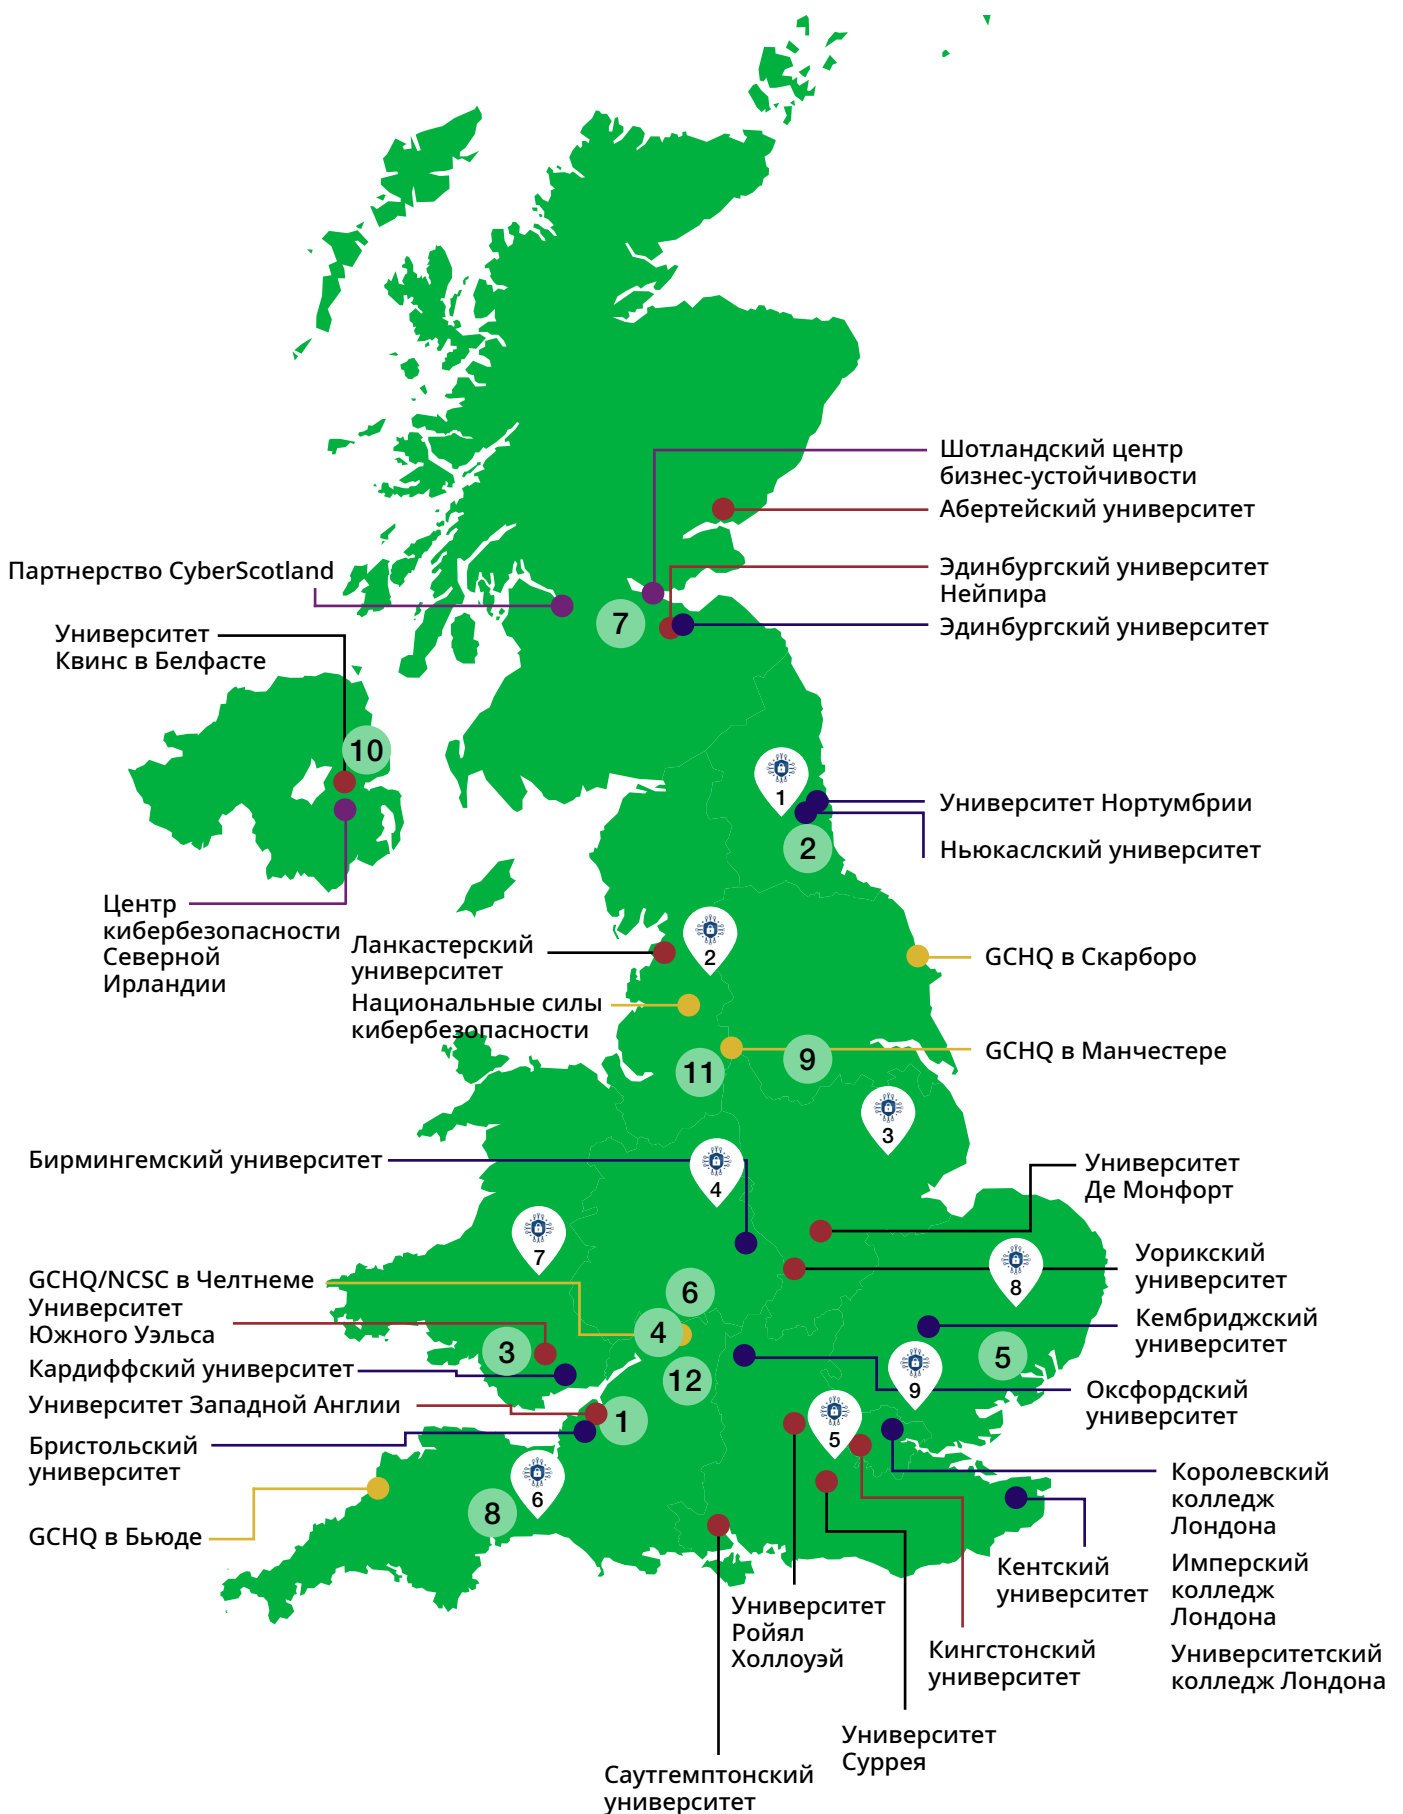 Шотландский центр
бизнес-устойчивости
Абертейский университет
Партнерство CyberScotland
Эдинбургский университет
Нейпира
Эдинбургский университет
7
Университет
Квинс в Белфасте
10
1
Университет Нортумбрии
Ньюкаслский университет
2
Центр
кибербезопасности
Северной
Ирландии
Ланкастерский
университет
2
GCHQ в Скарборо
Национальные силы
кибербезопасности
GCHQ в Манчестере
11
9
3
Бирмингемский университет
4
Университет
Де Монфорт
7
8
Уорикский
университет
GCHQ/NCSC в Челтнеме
Университет
Южного Уэльса
6
4
3
12
Кембриджский
университет
5
Кардиффский университет
9
Оксфордский
университет
Университет Западной Англии
1
5
Бристольский
университет
6
8
Королевский
колледж
Лондона
GCHQ в Бьюде
Кентский
университет
Имперский
колледж
Лондона
Университет
Ройял
Холлоуэй
Кингстонский
университет
Университетский
колледж Лондона
Университет
Суррея
Саутгемптонский
университет